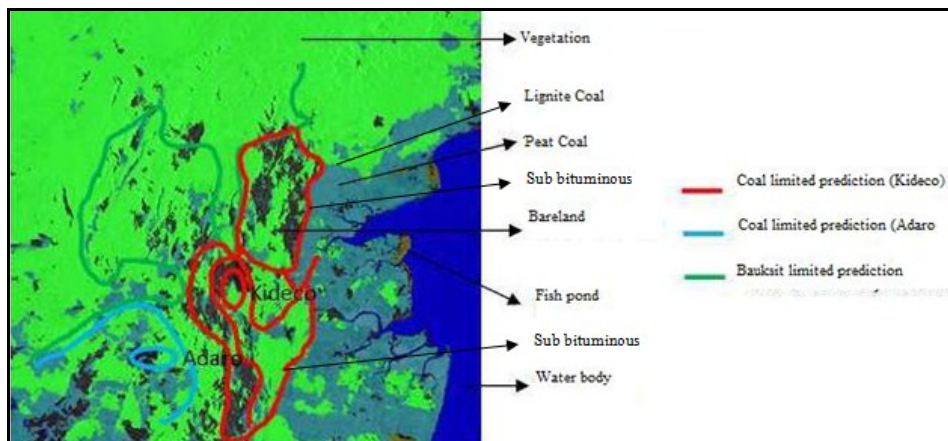 Vegetation
Lignite Coal
Peat Coal
Sub bituminous
Bareland
Fish pond
Sub bituminous
Water body
Kideco
Adaro
Coal limited prediction (Kideco)
Coal limited prediction (Adaro
Bauksit limited prediction